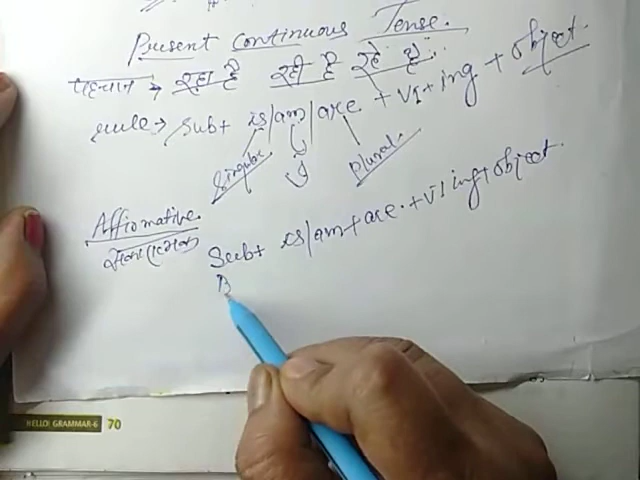 Present Continuous Tense.
पहचान → रहा है रही है रहे हैं
rule → Sub+ is/am/are + V1+ing + object.
Singular I Plural.
Affirmative.
Sub+ is/am+are.+V1 ing+object.
B
HELLO! GRAMMAR-6 70